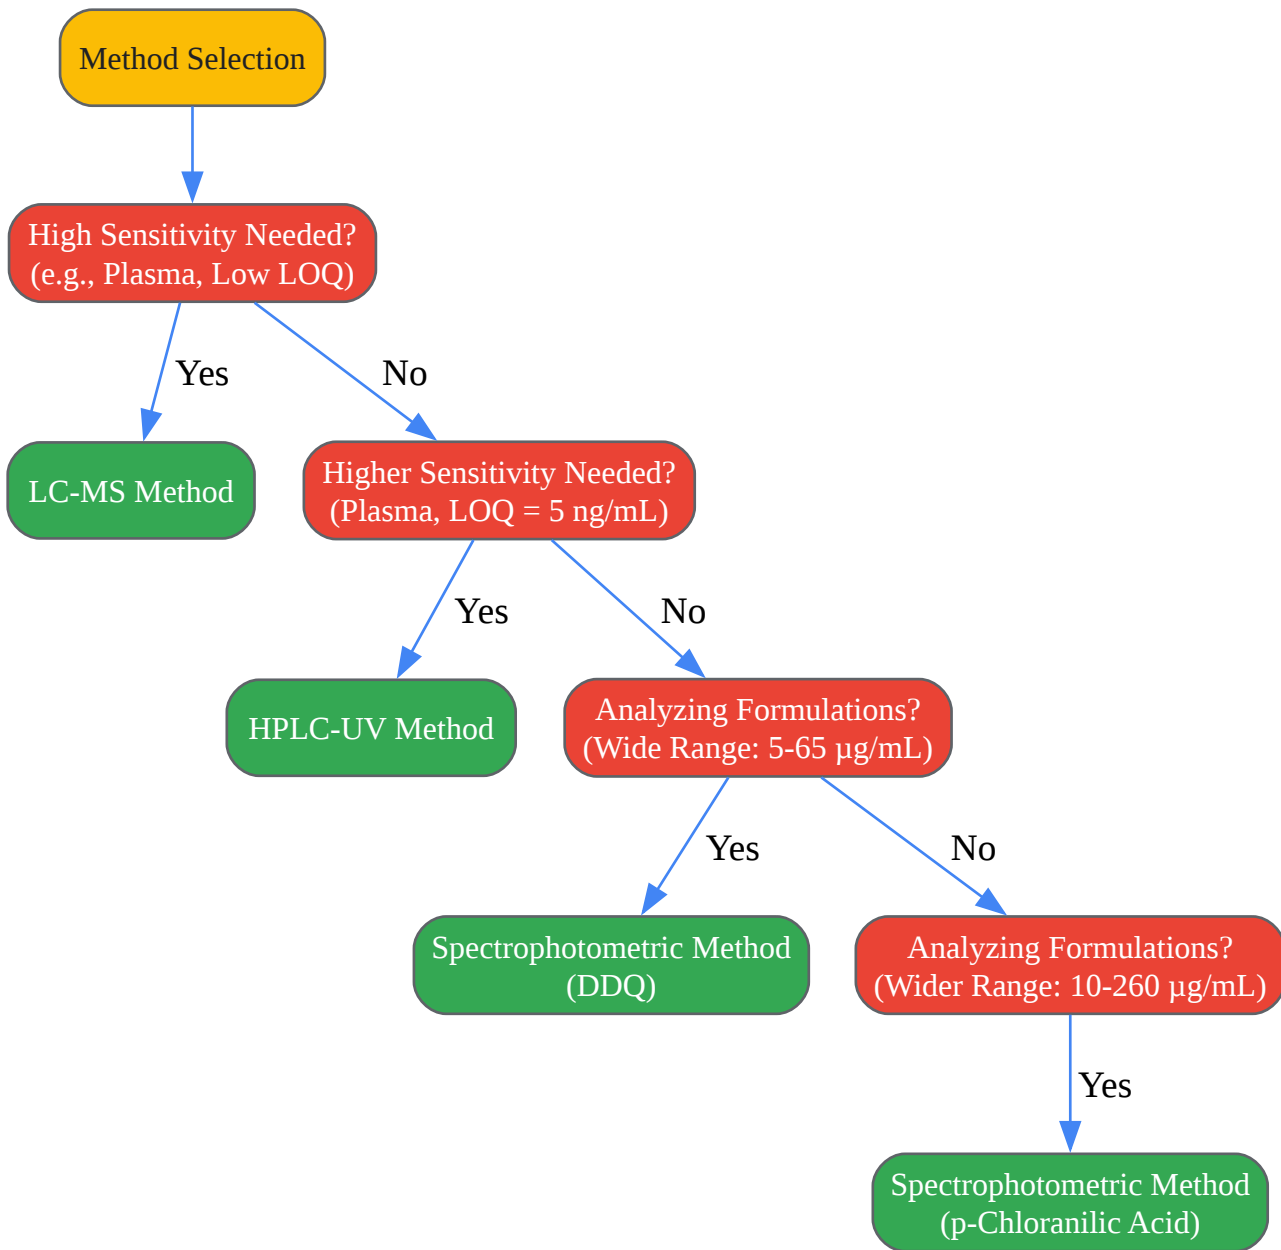 Method Selection
High Sensitivity Needed?
(e.g., Plasma, Low LOQ)
Yes
No
LC-MS Method
Higher Sensitivity Needed?
(Plasma, LOQ = 5 ng/mL)
Yes
No
HPLC-UV Method
Analyzing Formulations?
(Wide Range: 5-65 µg/mL)
Yes
No
Spectrophotometric Method
(DDQ)
Analyzing Formulations?
(Wider Range: 10-260 µg/mL)
Yes
Spectrophotometric Method
(p-Chloranilic Acid)